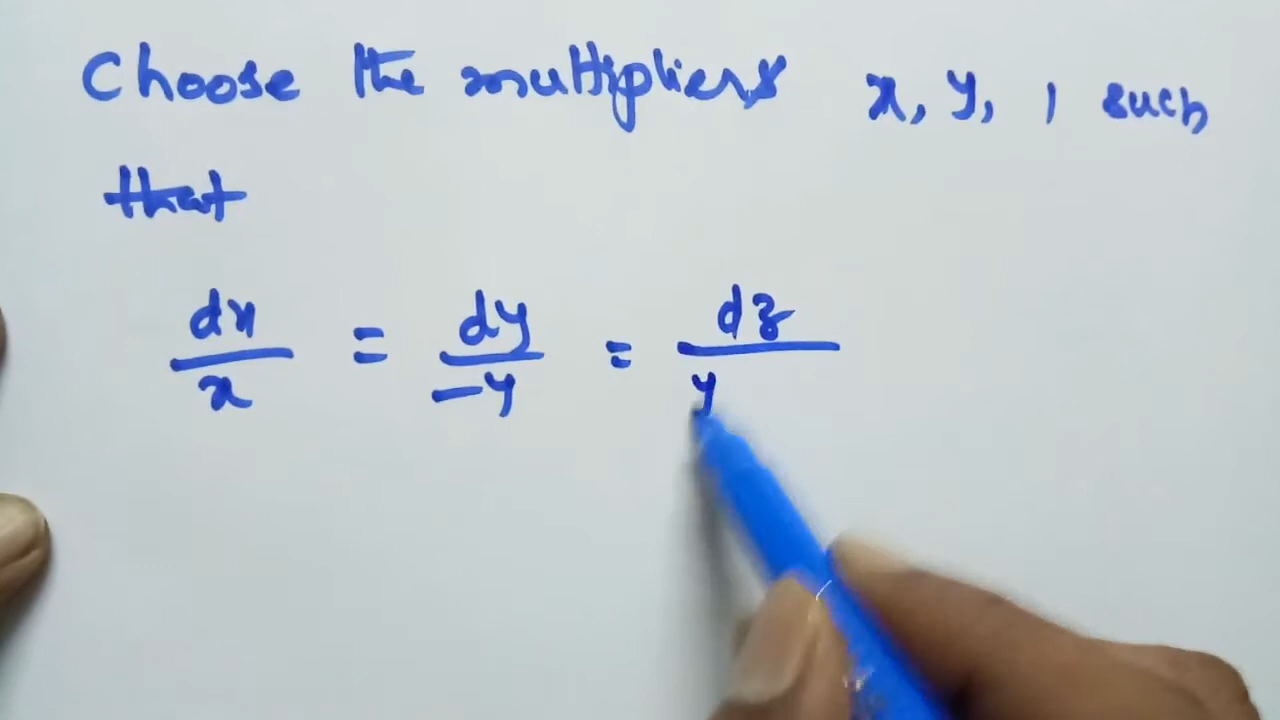 Choose the multipliers x, y, 1 such
that
dx/x = dy/-y = dz/y